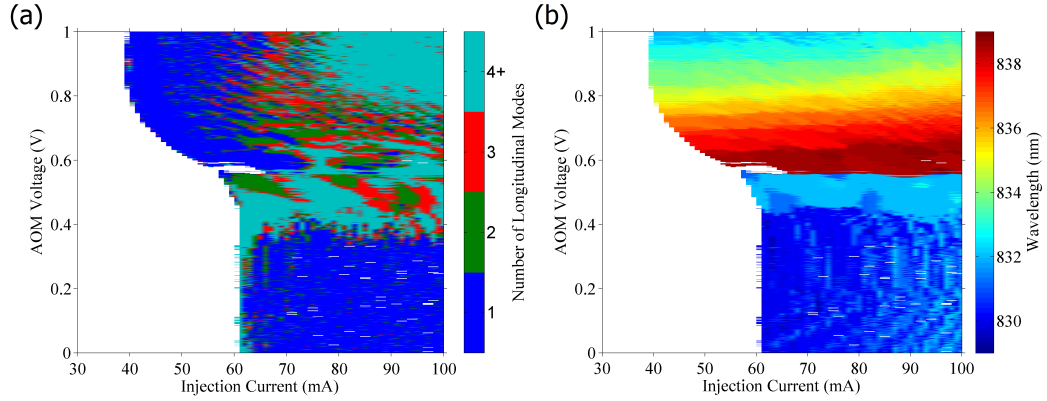 (a)
1
0.8
0.6
0.4
0.2
0
AOM Voltage (V)
30 40 50 60 70 80 90 100
Injection Current (mA)
4+
3
2
1
Number of Longitudinal Modes
(b)
1
0.8
0.6
0.4
0.2
0
AOM Voltage (V)
30 40 50 60 70 80 90 100
Injection Current (mA)
838
836
834
832
830
Wavelength (nm)